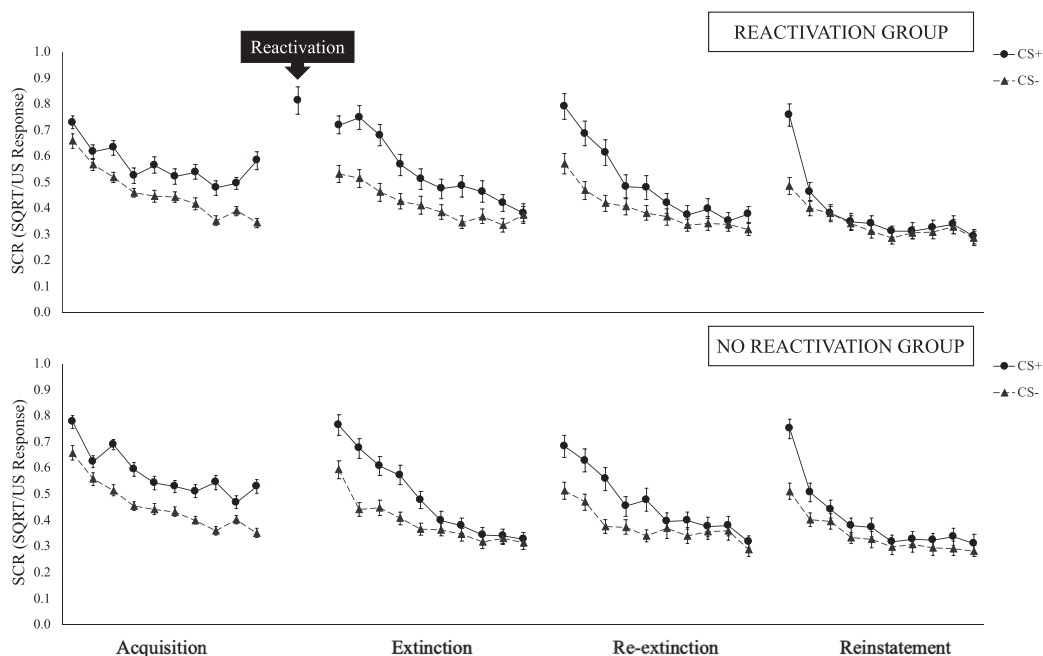 REACTIVATION GROUP
Reactivation
CS+
CS-
SCR (SQRT/US Response)
1.0
0.9
0.8
0.7
0.6
0.5
0.4
0.3
0.2
0.1
0.0
NO REACTIVATION GROUP
CS+
CS-
SCR (SQRT/US Response)
1.0
0.9
0.8
0.7
0.6
0.5
0.4
0.3
0.2
0.1
0.0
Acquisition
Extinction
Re-extinction
Reinstatement